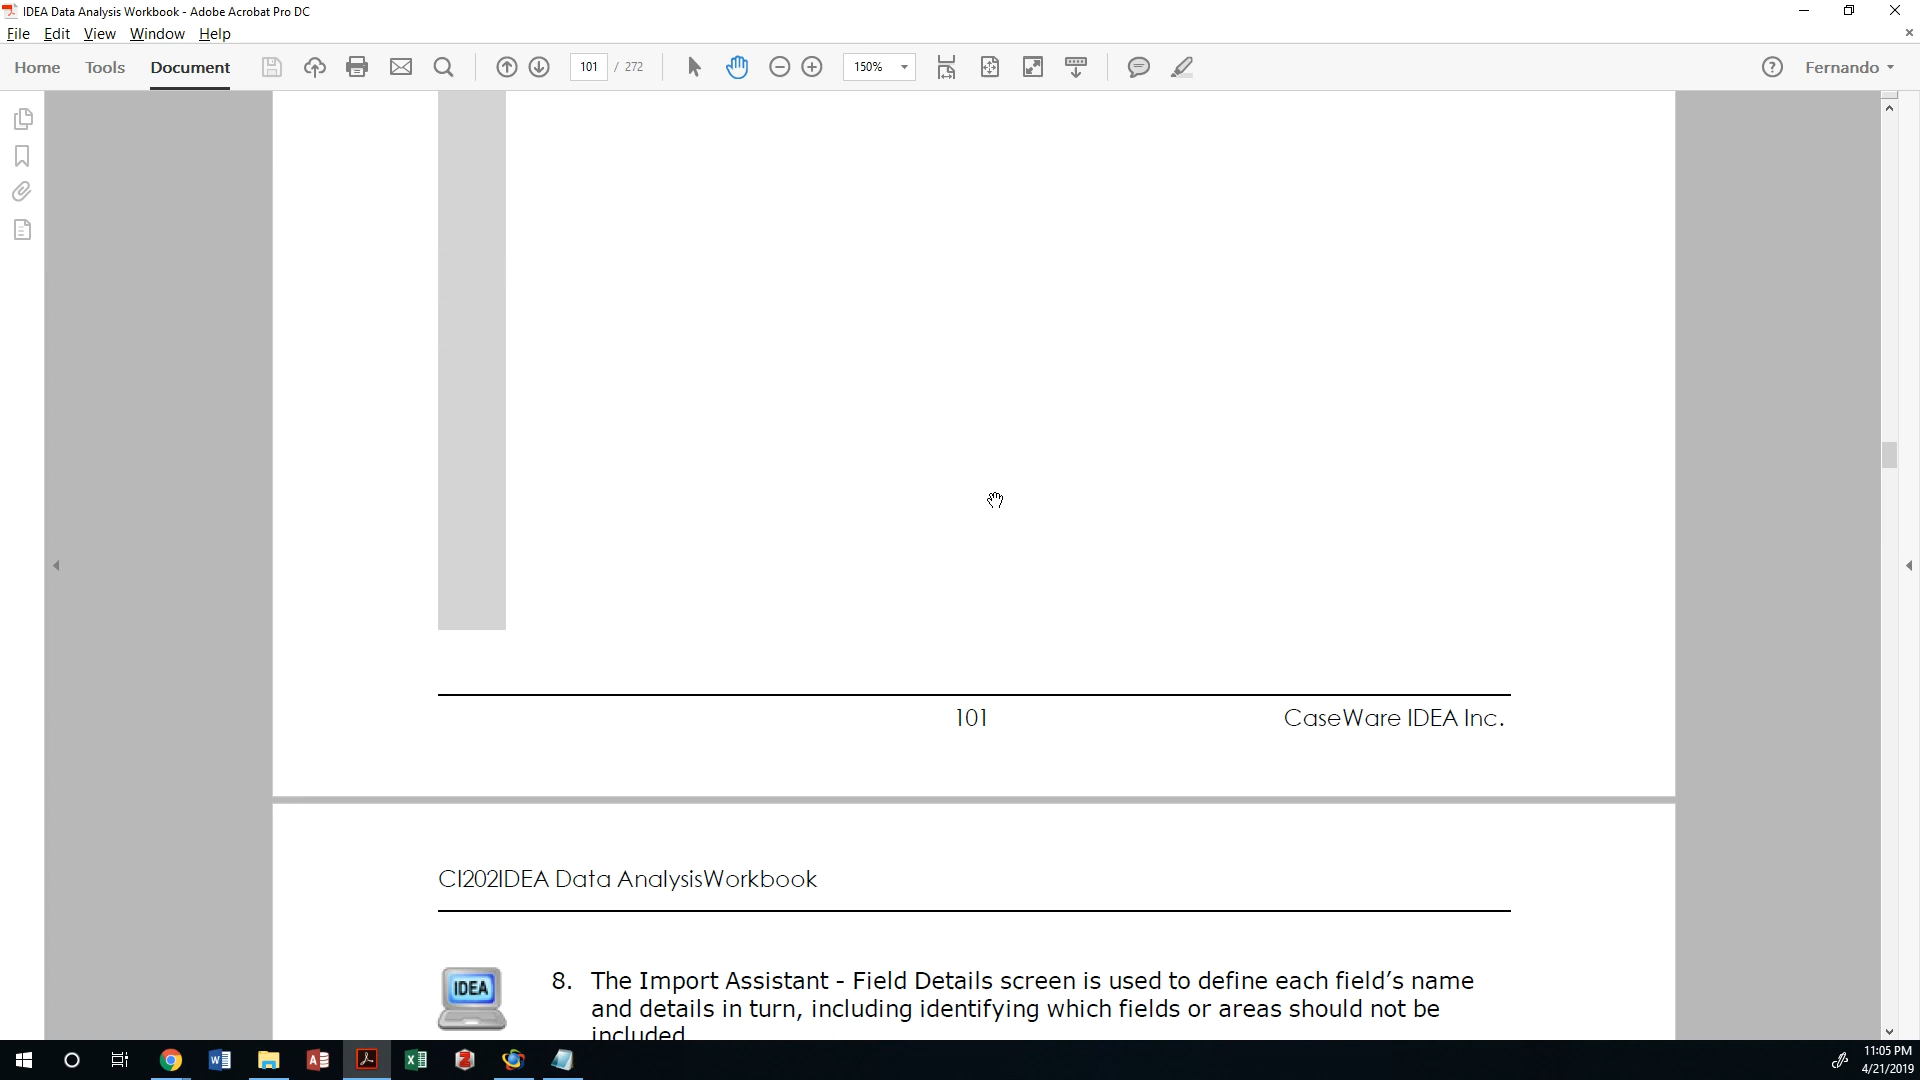 IDEA Data Analysis Workbook - Adobe Acrobat Pro DC
File Edit View Window Help
Home Tools Document 101 / 272 150% Fernando
101 CaseWare IDEA Inc.
CI202IDEA Data AnalysisWorkbook
IDEA
8. The Import Assistant - Field Details screen is used to define each field’s name
and details in turn, including identifying which fields or areas should not be
included
11:05 PM
4/21/2019